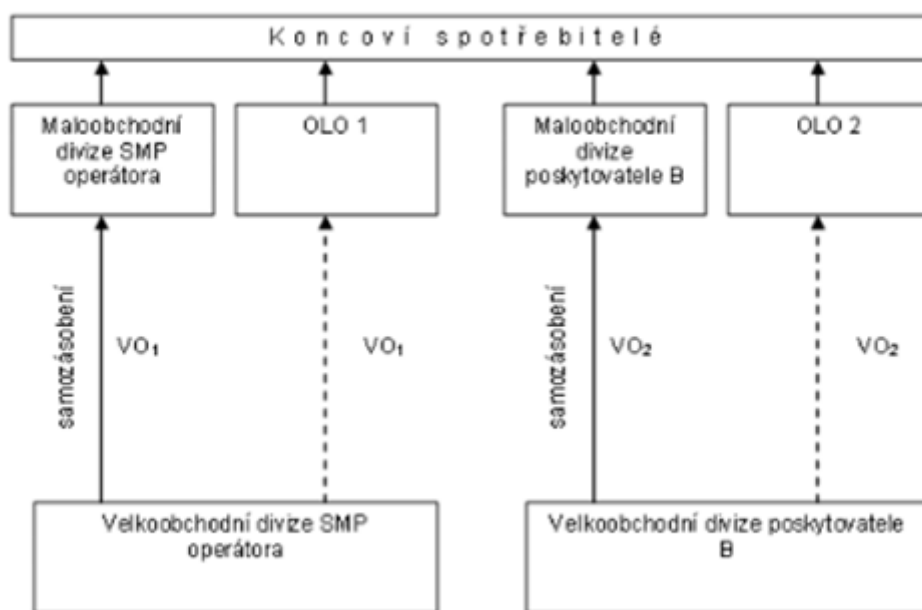 Koncoví spotřebitelé
Maloobchodní
divize SMP
operátora
OLO 1
Maloobchodní
divize
poskytovatele B
OLO 2
samozásobení
VO₁
VO₁
samozásobení
VO₂
VO₂
Velkoobchodní divize SMP
operátora
Velkoobchodní divize poskytovatele
B